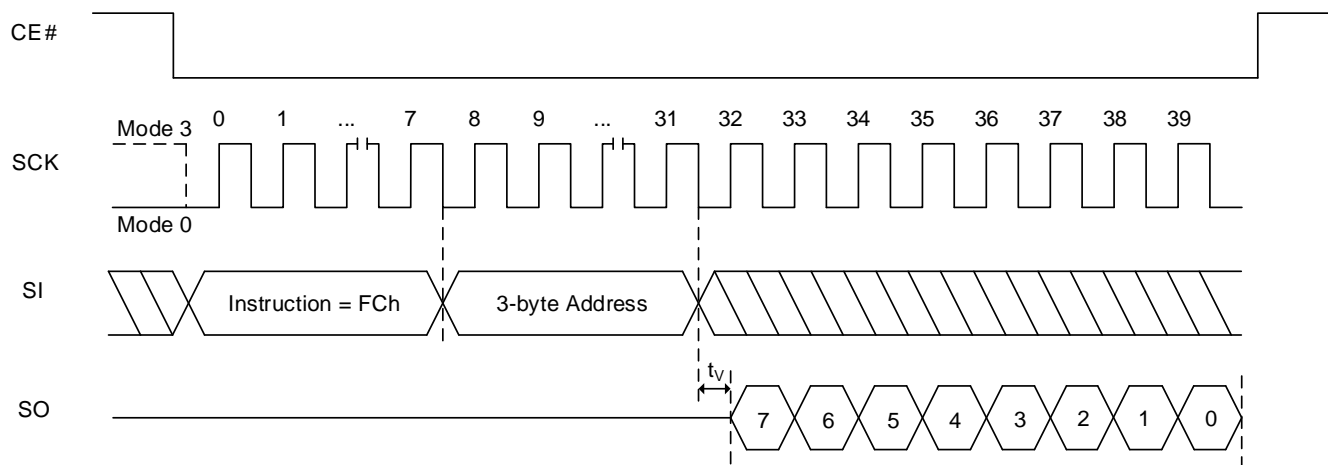 CE#
0 1 ... 7 8 9 ... 31 32 33 34 35 36 37 38 39
Mode 3
SCK
Mode 0
SI
Instruction = FCh
3-byte Address
tV
SO
7 6 5 4 3 2 1 0